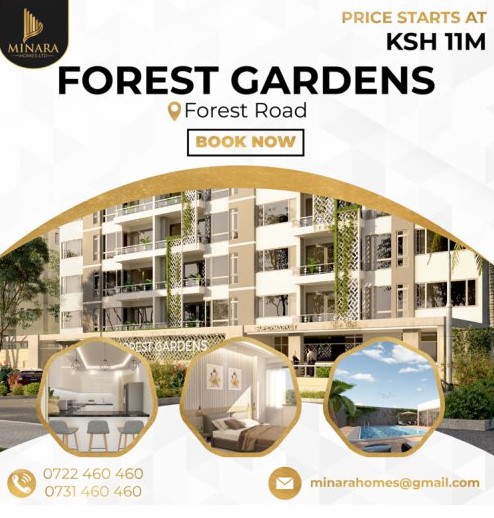 MINARA
HOMES LTD
PRICE STARTS AT
KSH 11M
FOREST GARDENS
Forest Road
BOOK NOW
FOREST GARDENS
0722 460 460
0731 460 460
minarahomes@gmail.com